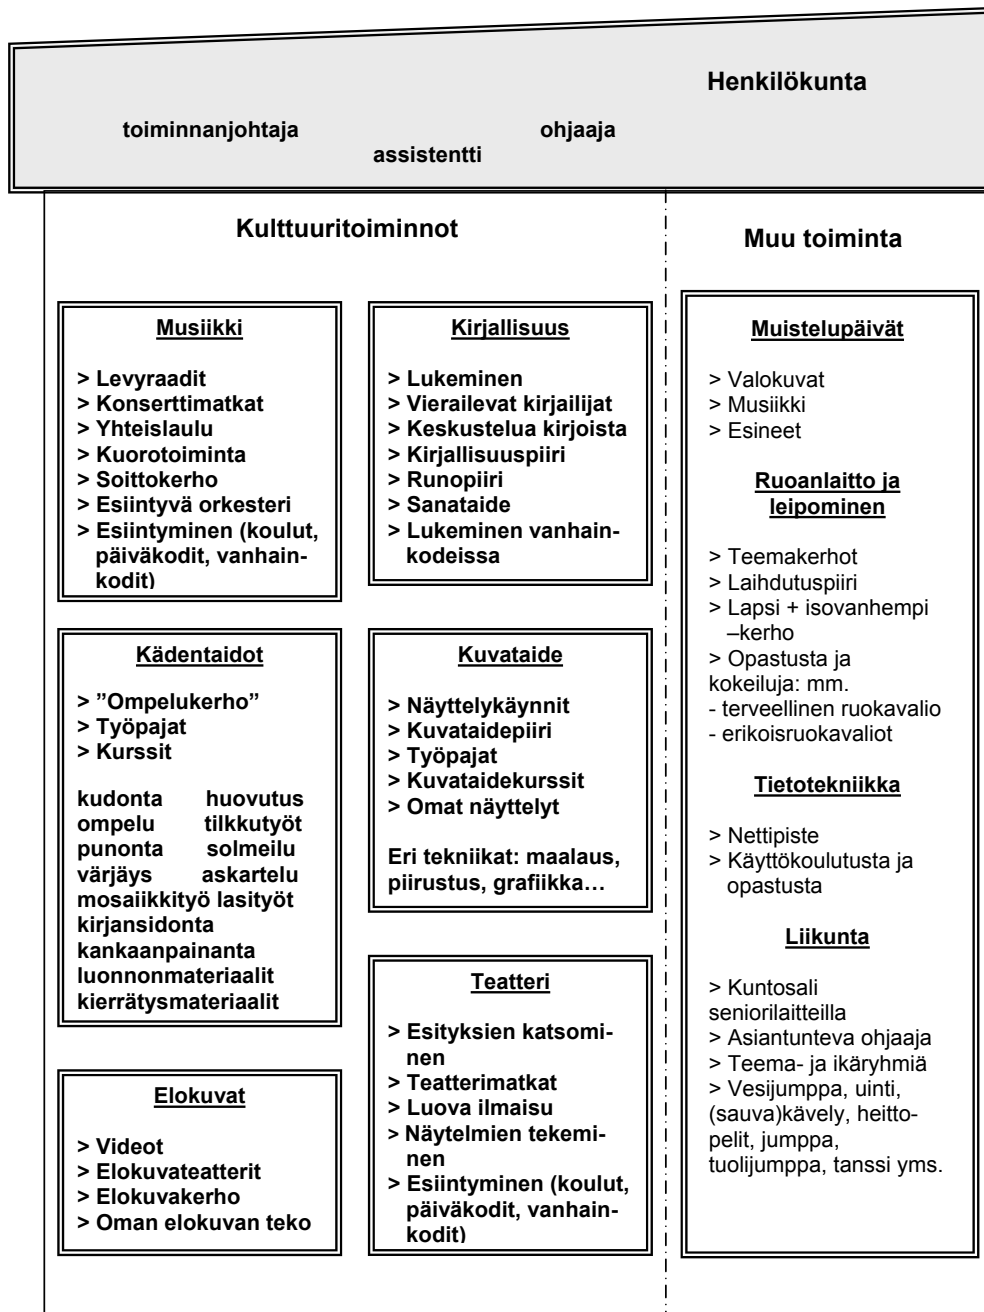 Henkilökunta
toiminnanjohtaja ohjaaja
assistentti
Kulttuuritoiminnot
Musiikki
> Levyraadit
> Konserttimatkat
> Yhteislaulu
> Kuorotoiminta
> Soittokerho
> Esiintyvä orkesteri
> Esiintyminen (koulut,
päiväkodit, vanhain-
kodit)
Kirjallisuus
> Lukeminen
> Vierailevat kirjailijat
> Keskustelua kirjoista
> Kirjallisuuspiiri
> Runopiiri
> Sanataide
> Lukeminen vanhain-
kodeissa
Kädentaidot
> ”Ompelukerho”
> Työpajat
> Kurssit
kudonta huovutus
ompelu tilkkutyöt
punonta solmeilu
värjäys askartelu
mosaiikkityö lasityöt
kirjansidonta
kankaanpainanta
luonnonmateriaalit
kierrätysmateriaalit
Kuvataide
> Näyttelykäynnit
> Kuvataidepiiri
> Työpajat
> Kuvataidekurssit
> Omat näyttelyt
Eri tekniikat: maalaus,
piirustus, grafiikka…
Elokuvat
> Videot
> Elokuvateatterit
> Elokuvakerho
> Oman elokuvan teko
Teatteri
> Esityksien katsomi-
nen
> Teatterimatkat
> Luova ilmaisu
> Näytelmien tekemi-
nen
> Esiintyminen (koulut,
päiväkodit, vanhain-
kodit)
Muu toiminta
Muistelupäivät
> Valokuvat
> Musiikki
> Esineet
Ruoanlaitto ja
leipominen
> Teemakerhot
> Laihdutuspiiri
> Lapsi + isovanhempi
–kerho
> Opastusta ja
kokeiluja: mm.
- terveellinen ruokavalio
- erikoisruokavaliot
Tietotekniikka
> Nettipiste
> Käyttökoulutusta ja
opastusta
Liikunta
> Kuntosali
seniorilaitteilla
> Asiantunteva ohjaaja
> Teema- ja ikäryhmiä
> Vesijumppa, uinti,
(sauva)kävely, heitto-
pelit, jumppa,
tuolijumppa, tanssi yms.